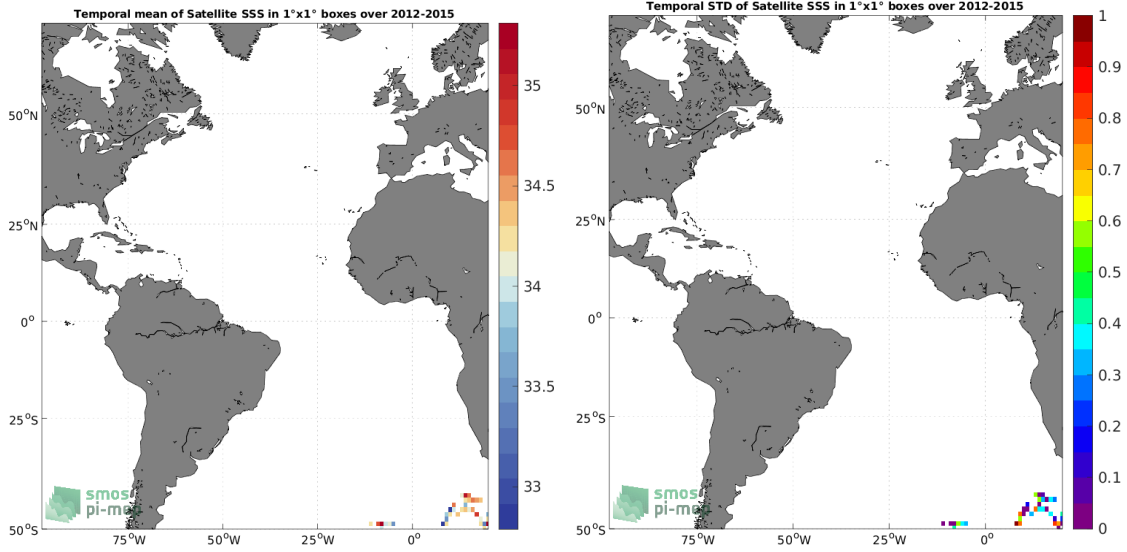 Temporal mean of Satellite SSS in 1°x1° boxes over 2012-2015
50°N
25°N
0°
25°S
50°S
75°W
50°W
25°W
0°
35
34.5
34
33.5
33
smos
pi-mep
Temporal STD of Satellite SSS in 1°x1° boxes over 2012-2015
50°N
25°N
0°
25°S
50°S
75°W
50°W
25°W
0°
1
0.9
0.8
0.7
0.6
0.5
0.4
0.3
0.2
0.1
0
smos
pi-mep